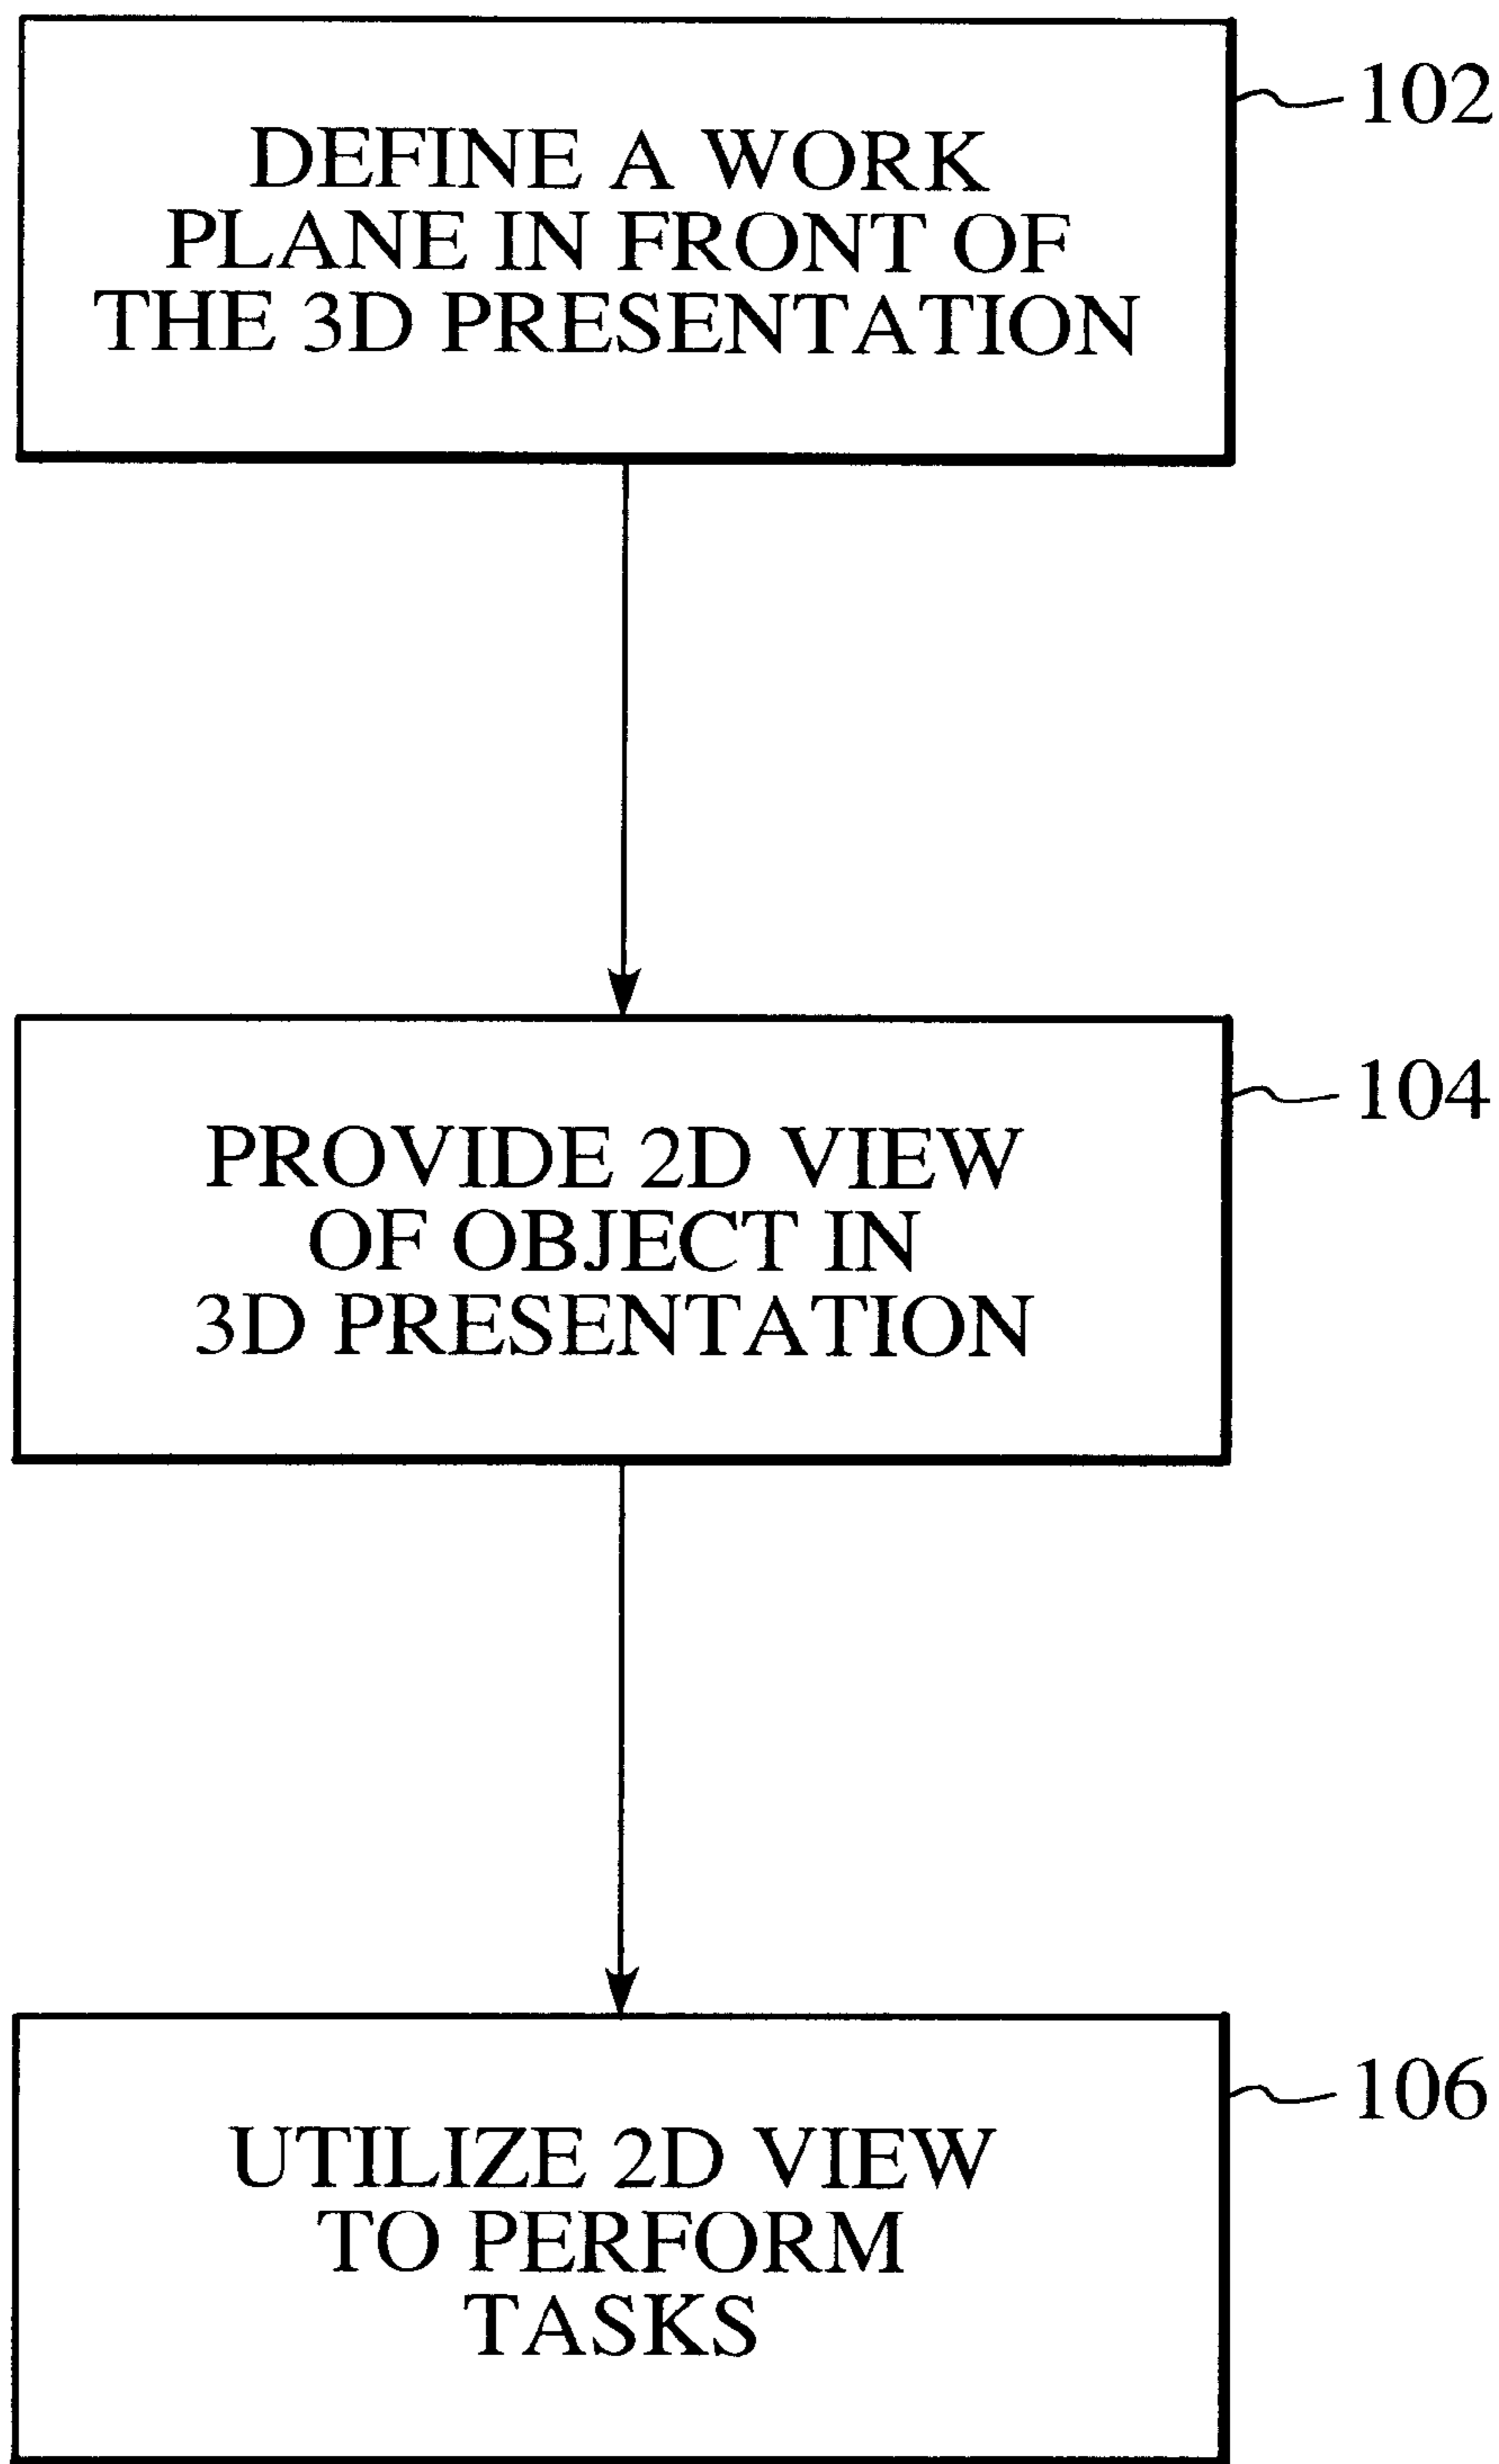 102
DEFINE A WORK
PLANE IN FRONT OF
THE 3D PRESENTATION
104
PROVIDE 2D VIEW
OF OBJECT IN
3D PRESENTATION
106
UTILIZE 2D VIEW
TO PERFORM
TASKS